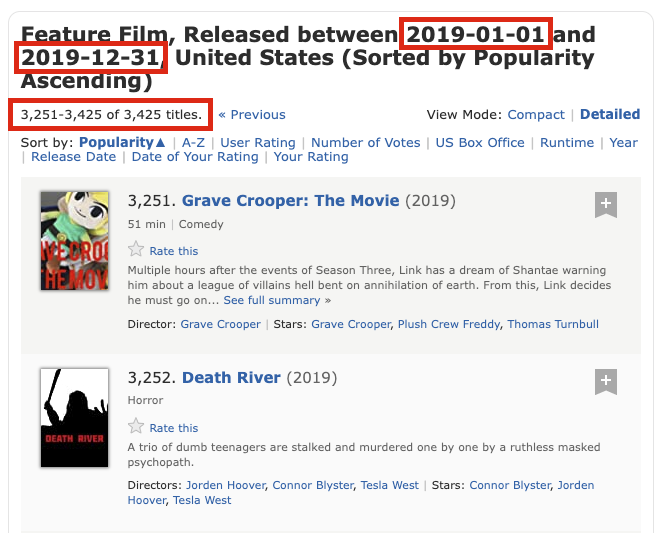 Feature Film, Released between 2019-01-01 and
2019-12-31, United States (Sorted by Popularity
Ascending)
3,251-3,425 of 3,425 titles. « Previous View Mode: Compact | Detailed
Sort by: Popularity▲ | A-Z | User Rating | Number of Votes | US Box Office | Runtime | Year
| Release Date | Date of Your Rating | Your Rating
3,251. Grave Crooper: The Movie (2019)
51 min | Comedy
Rate this
Multiple hours after the events of Season Three, Link has a dream of Shantae warning
him about a league of villains hell bent on annihilation of earth. From this, Link decides
he must go on... See full summary »
Director: Grave Crooper | Stars: Grave Crooper, Plush Crew Freddy, Thomas Turnbull
3,252. Death River (2019)
Horror
Rate this
DEATH RIVER
A trio of dumb teenagers are stalked and murdered one by one by a ruthless masked
psychopath.
Directors: Jorden Hoover, Connor Blyster, Tesla West | Stars: Connor Blyster, Jorden
Hoover, Tesla West